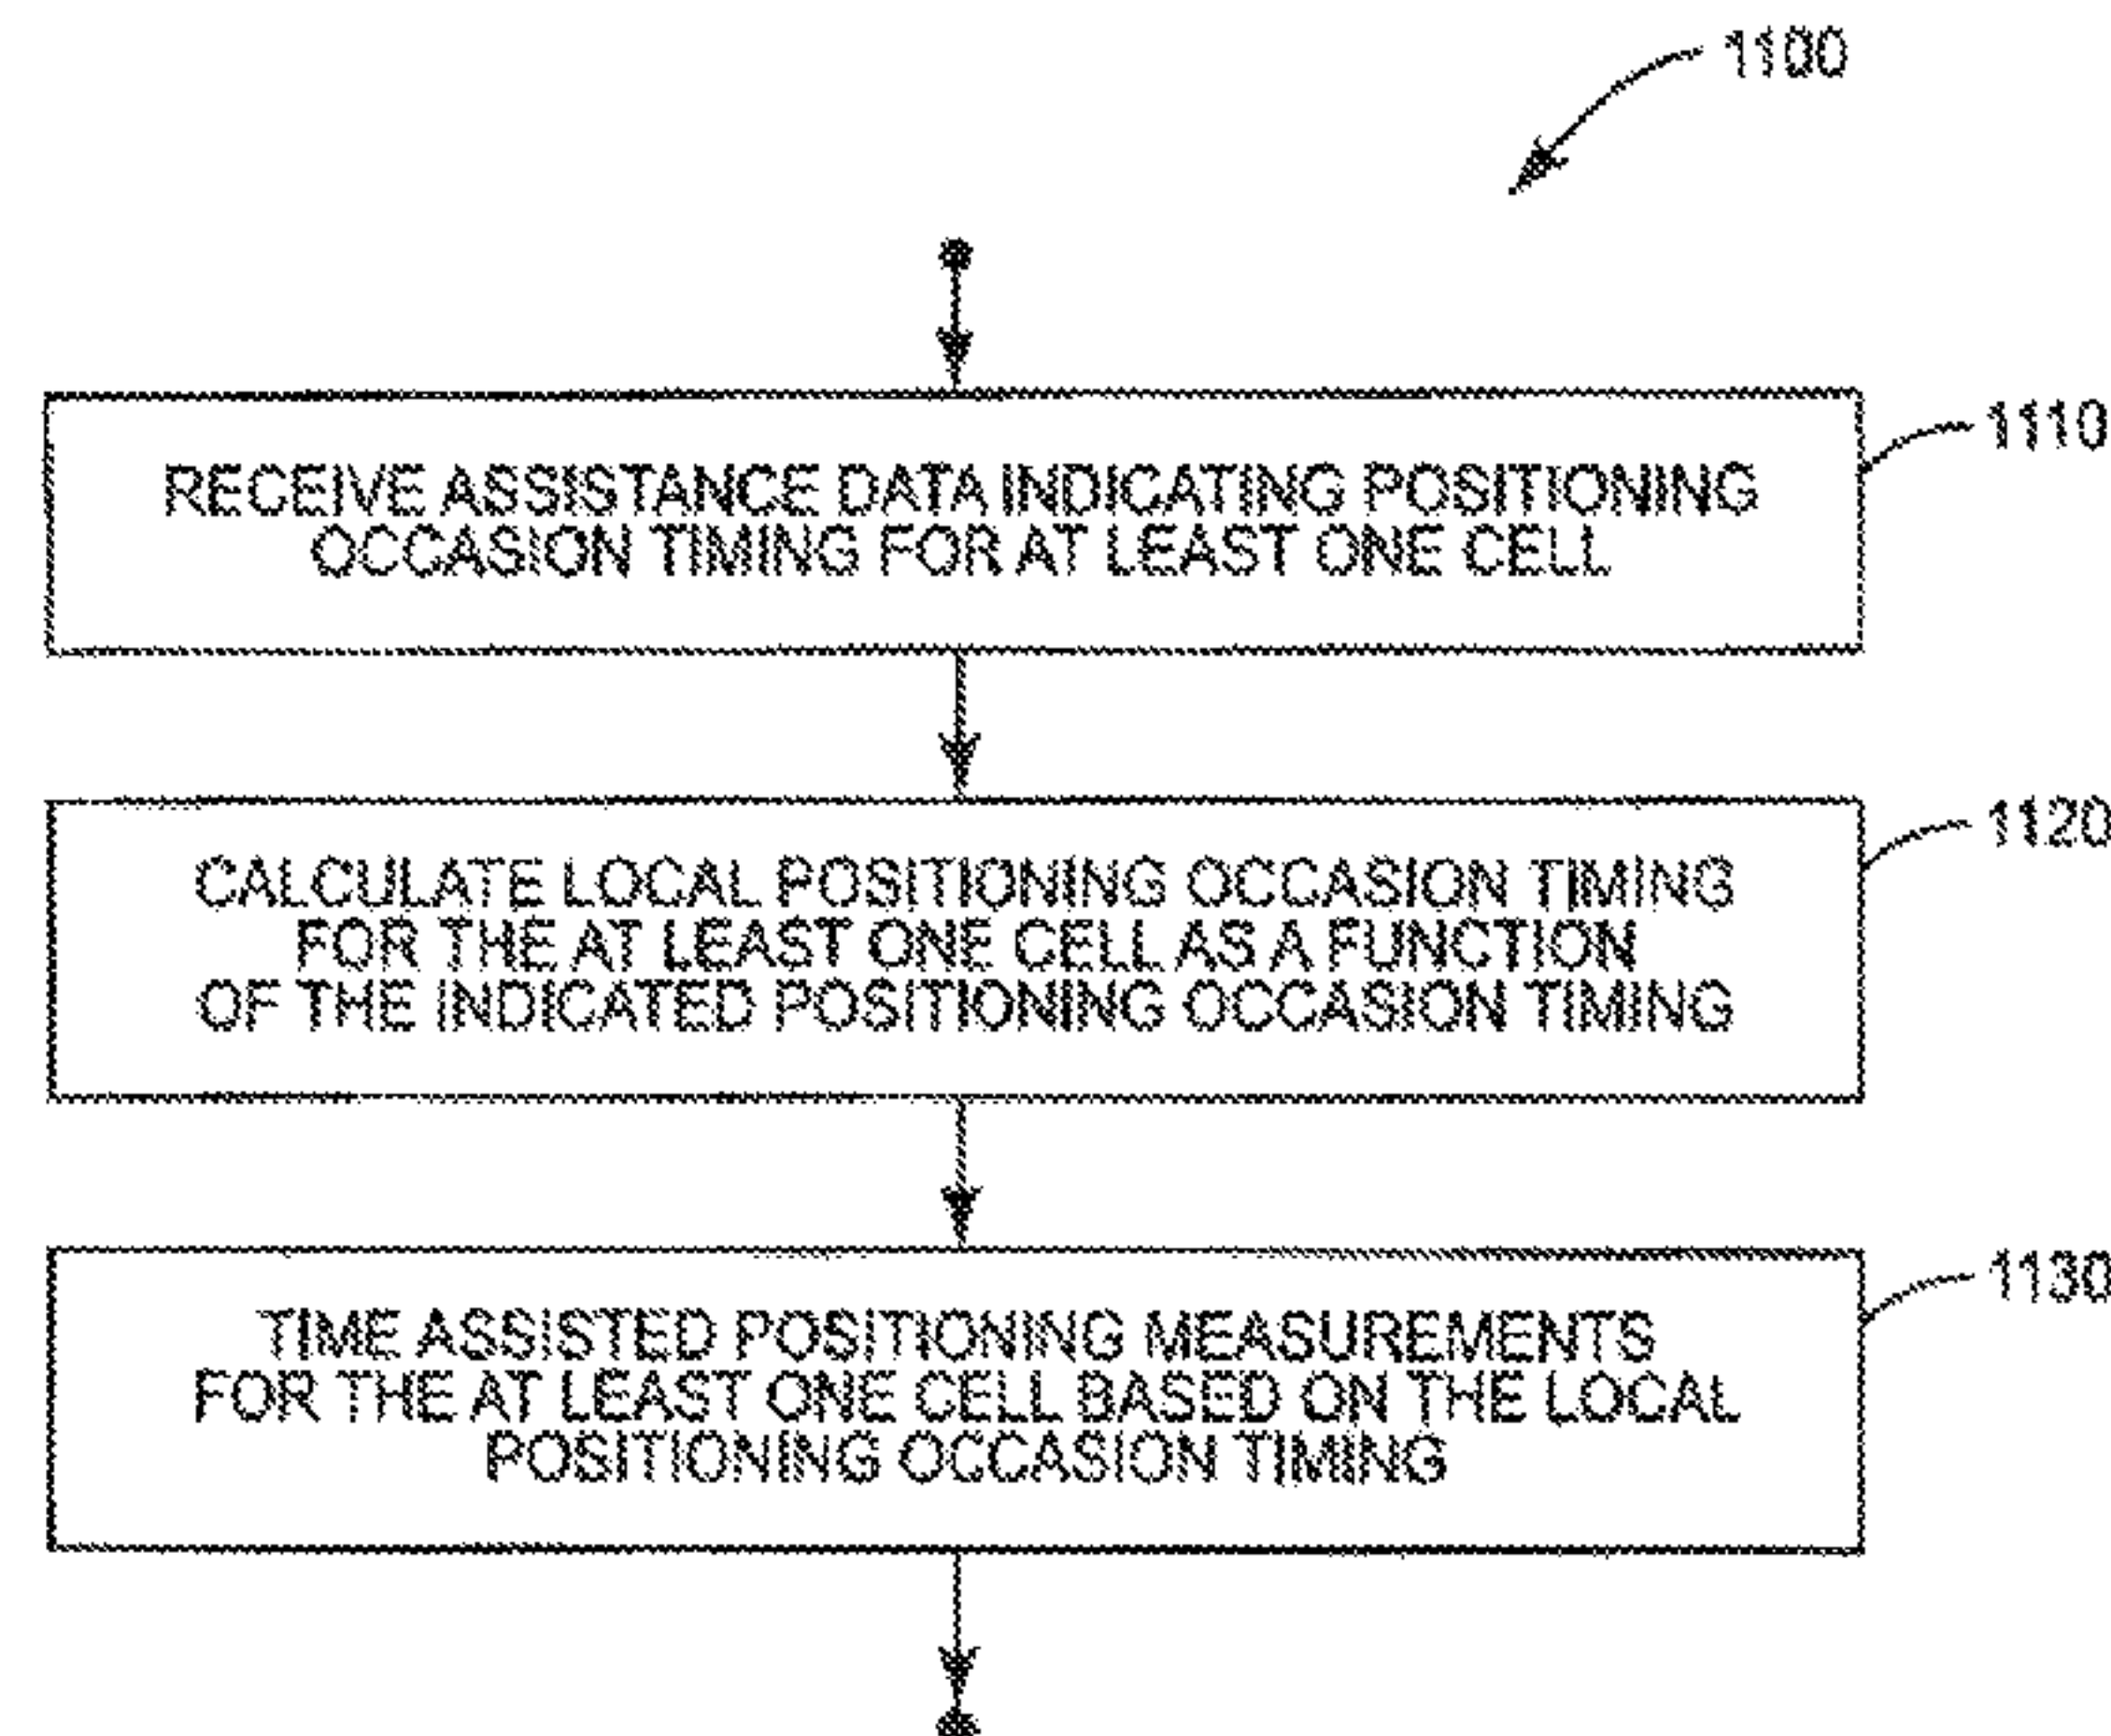 1100
1110
RECEIVE ASSISTANCE DATA INDICATING POSITIONING
OCCASION TIMING FOR AT LEAST ONE CELL
1120
CALCULATE LOCAL POSITIONING OCCASION TIMING
FOR THE AT LEAST ONE CELL AS A FUNCTION
OF THE INDICATED POSITIONING OCCASION TIMING
1130
TIME ASSISTED POSITIONING MEASUREMENTS
FOR THE AT LEAST ONE CELL BASED ON THE LOCAL
POSITIONING OCCASION TIMING